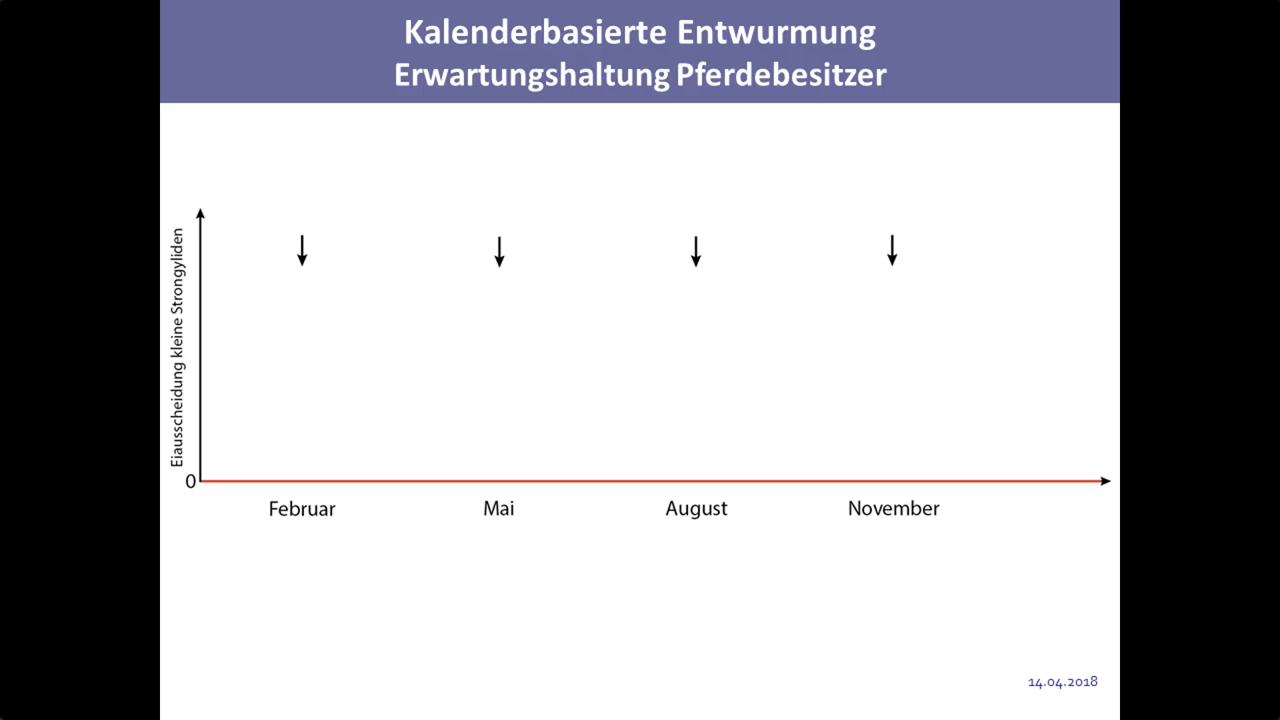 Kalenderbasierte Entwurmung
Erwartungshaltung Pferdebesitzer
Eiausscheidung kleine Strongyliden
0
Februar
Mai
August
November
14.04.2018